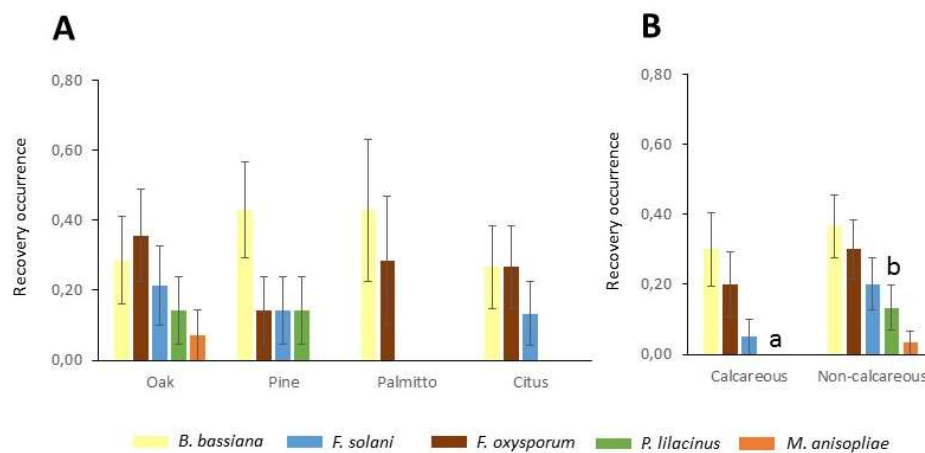 A
B
Recovery occurrence
0,80
0,60
0,40
0,20
0,00
Oak
Pine
Palmitto
Citus
Recovery occurrence
0,80
0,60
0,40
0,20
0,00
a
b
Calcareous
Non-calcareous
B. bassiana
F. solani
F. oxysporum
P. lilacinus
M. anisopliae